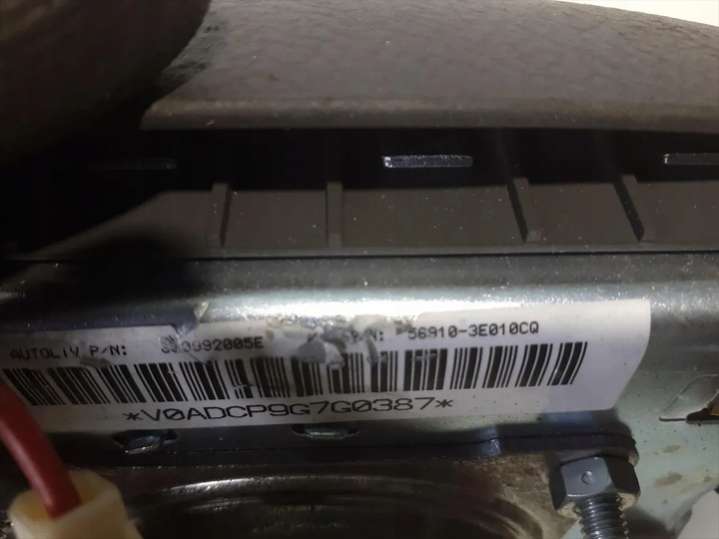 AUTOLIV P/N: N: 56910-3E010CQ
*V0ADCP9G7G0387*